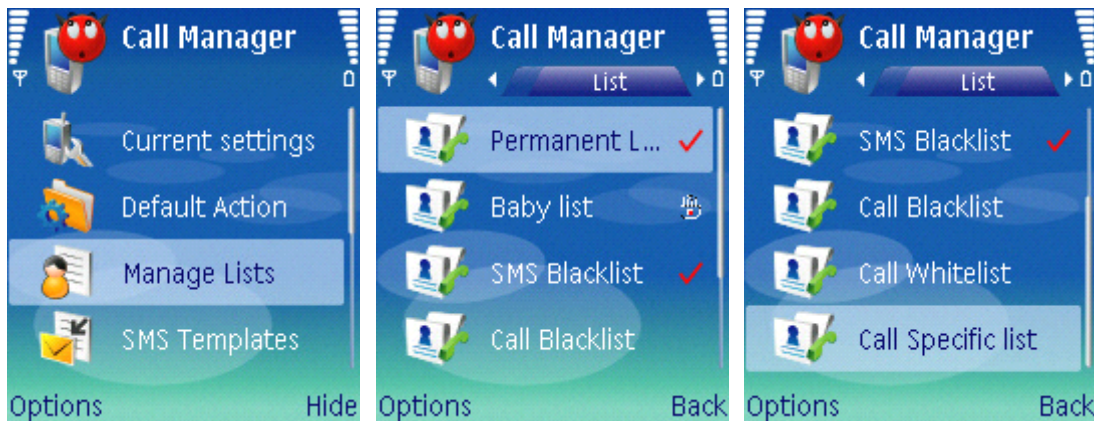 Call Manager
Current settings
Default Action
Manage Lists
SMS Templates
Options Hide
Call Manager
List
Permanent L...
Baby list
SMS Blacklist
Call Blacklist
Options Back
Call Manager
List
SMS Blacklist
Call Blacklist
Call Whitelist
Call Specific list
Options Back